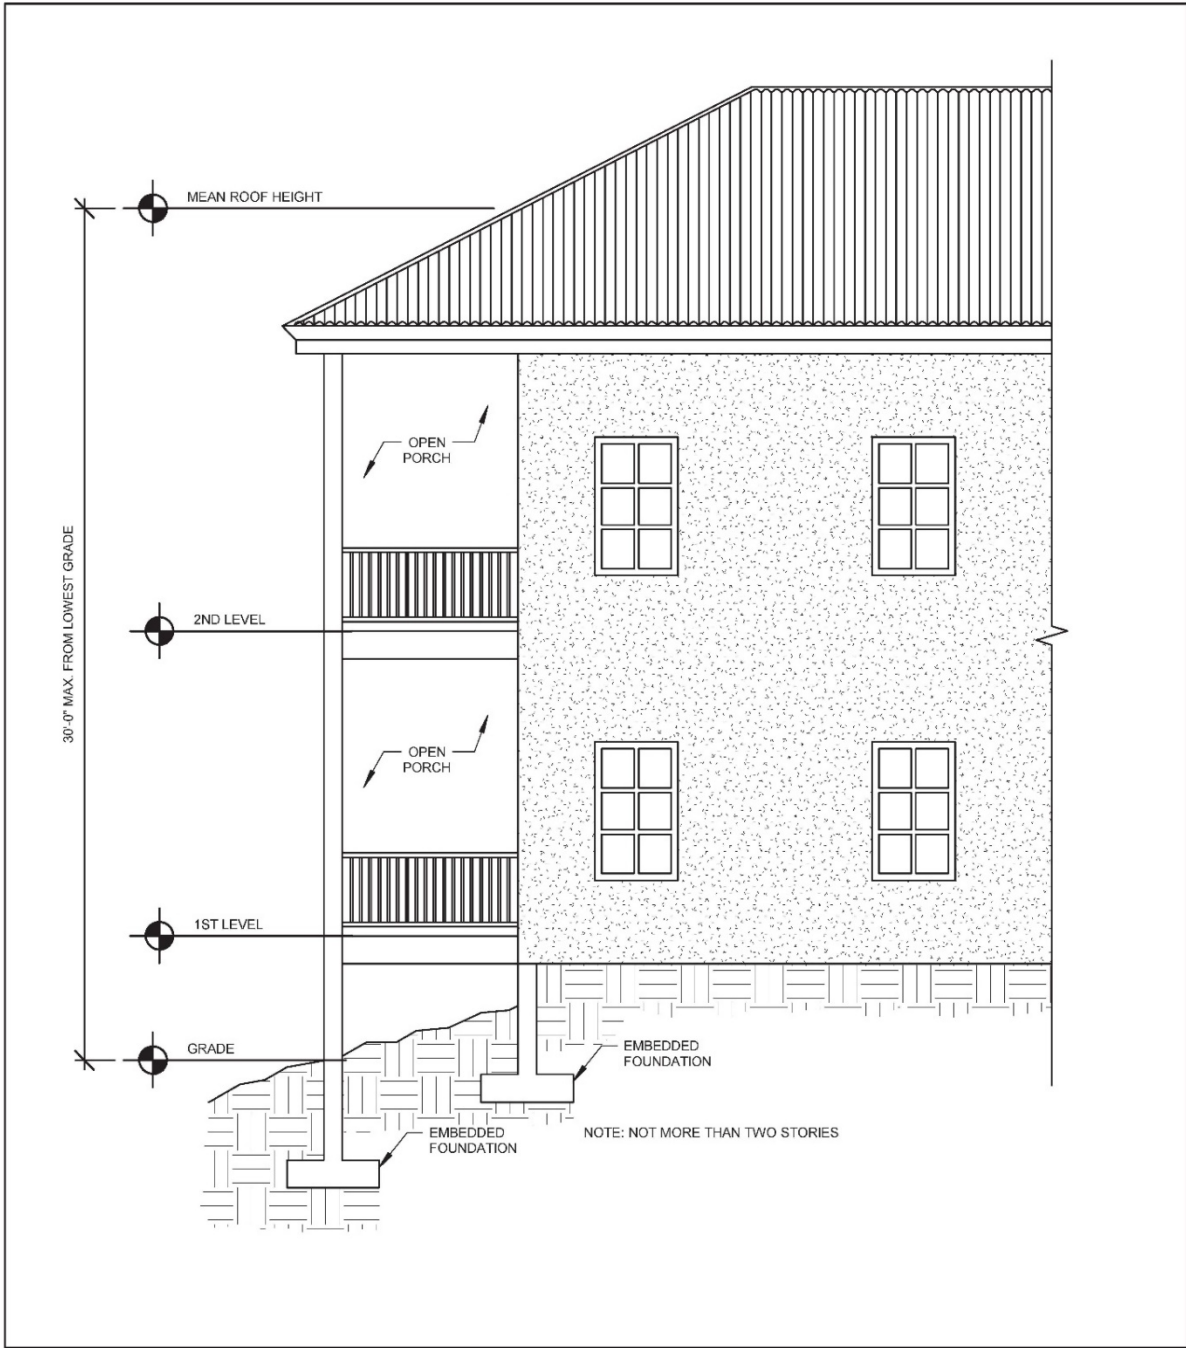 MEAN ROOF HEIGHT
OPEN
PORCH
30'-0" MAX. FROM LOWEST GRADE
2ND LEVEL
OPEN
PORCH
1ST LEVEL
GRADE
EMBEDDED
FOUNDATION
EMBEDDED
FOUNDATION
NOTE: NOT MORE THAN TWO STORIES